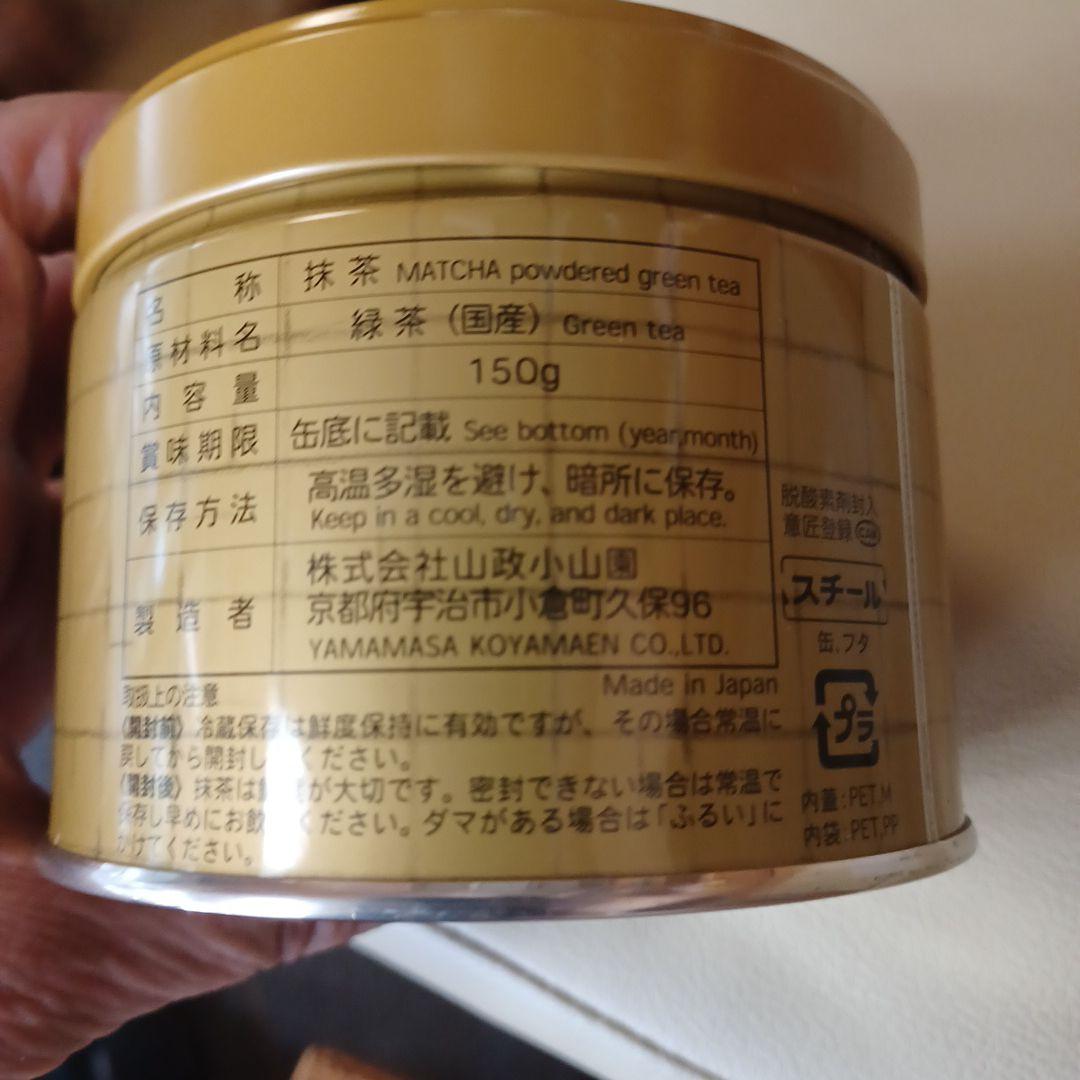 名称 抹茶 MATCHA powdered green tea
原材料名 緑茶（国産） Green tea
内容量 150g
賞味期限 缶底に記載 See bottom (year,month)
保存方法 高温多湿を避け、暗所に保存。
Keep in a cool, dry, and dark place.
製造者 株式会社山政小山園
京都府宇治市小倉町久保96
YAMAMASA KOYAMAEN CO.,LTD.
Made in Japan
取扱上の注意
《開封前》冷蔵保存は鮮度保持に有効ですが、その場合常温に
戻してから開封し ください。
《開封後》抹茶は が大切です。密封できない場合は常温で
保存し早めにお飲 ください。ダマがある場合は「ふるい」に
かけてください。
脱酸素剤封入
意匠登録
スチール
缶、フタ
プラ
内蓋:PET,M
内袋:PET,PP